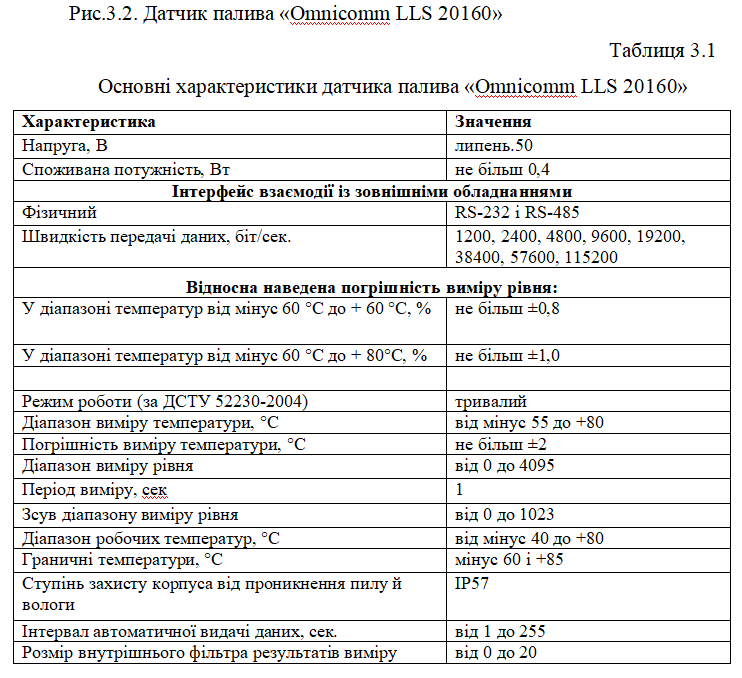 Рис.3.2. Датчик палива «Omnicomm LLS 20160»
Таблиця 3.1
Основні характеристики датчика палива «Omnicomm LLS 20160»
Характеристика Значення
Напруга, В липень.50
Споживана потужність, Вт не більш 0,4
Інтерфейс взаємодії із зовнішніми обладнаннями
Фізичний RS-232 і RS-485
Швидкість передачі даних, біт/сек. 1200, 2400, 4800, 9600, 19200,
38400, 57600, 115200
Відносна наведена погрішність виміру рівня:
У діапазоні температур від мінус 60 °С до + 60 °С, % не більш ±0,8
У діапазоні температур від мінус 60 °С до + 80°С, % не більш ±1,0
Режим роботи (за ДСТУ 52230-2004) тривалий
Діапазон виміру температури, °С від мінус 55 до +80
Погрішність виміру температури, °С не більш ±2
Діапазон виміру рівня від 0 до 4095
Період виміру, сек 1
Зсув діапазону виміру рівня від 0 до 1023
Діапазон робочих температур, °С від мінус 40 до +80
Граничні температури, °С мінус 60 і +85
Ступінь захисту корпуса від проникнення пилу й IP57
вологи
Інтервал автоматичної видачі даних, сек. від 1 до 255
Розмір внутрішнього фільтра результатів виміру від 0 до 20